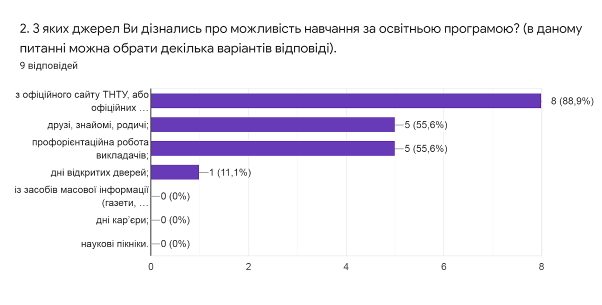 2. З яких джерел Ви дізнались про можливість навчання за освітньою програмою? (в даному
питанні можна обрати декілька варіантів відповіді).
9 відповідей
з офіційного сайту ТНТУ, або
офіційних ...
8 (88,9%)
друзі, знайомі, родичі;
5 (55,6%)
профорієнтаційна робота
викладачів;
5 (55,6%)
дні відкритих дверей;
1 (11,1%)
із засобів масової інформації
(газети, ...
0 (0%)
дні кар'єри;
0 (0%)
наукові пікніки.
0 (0%)
0 2 4 6 8